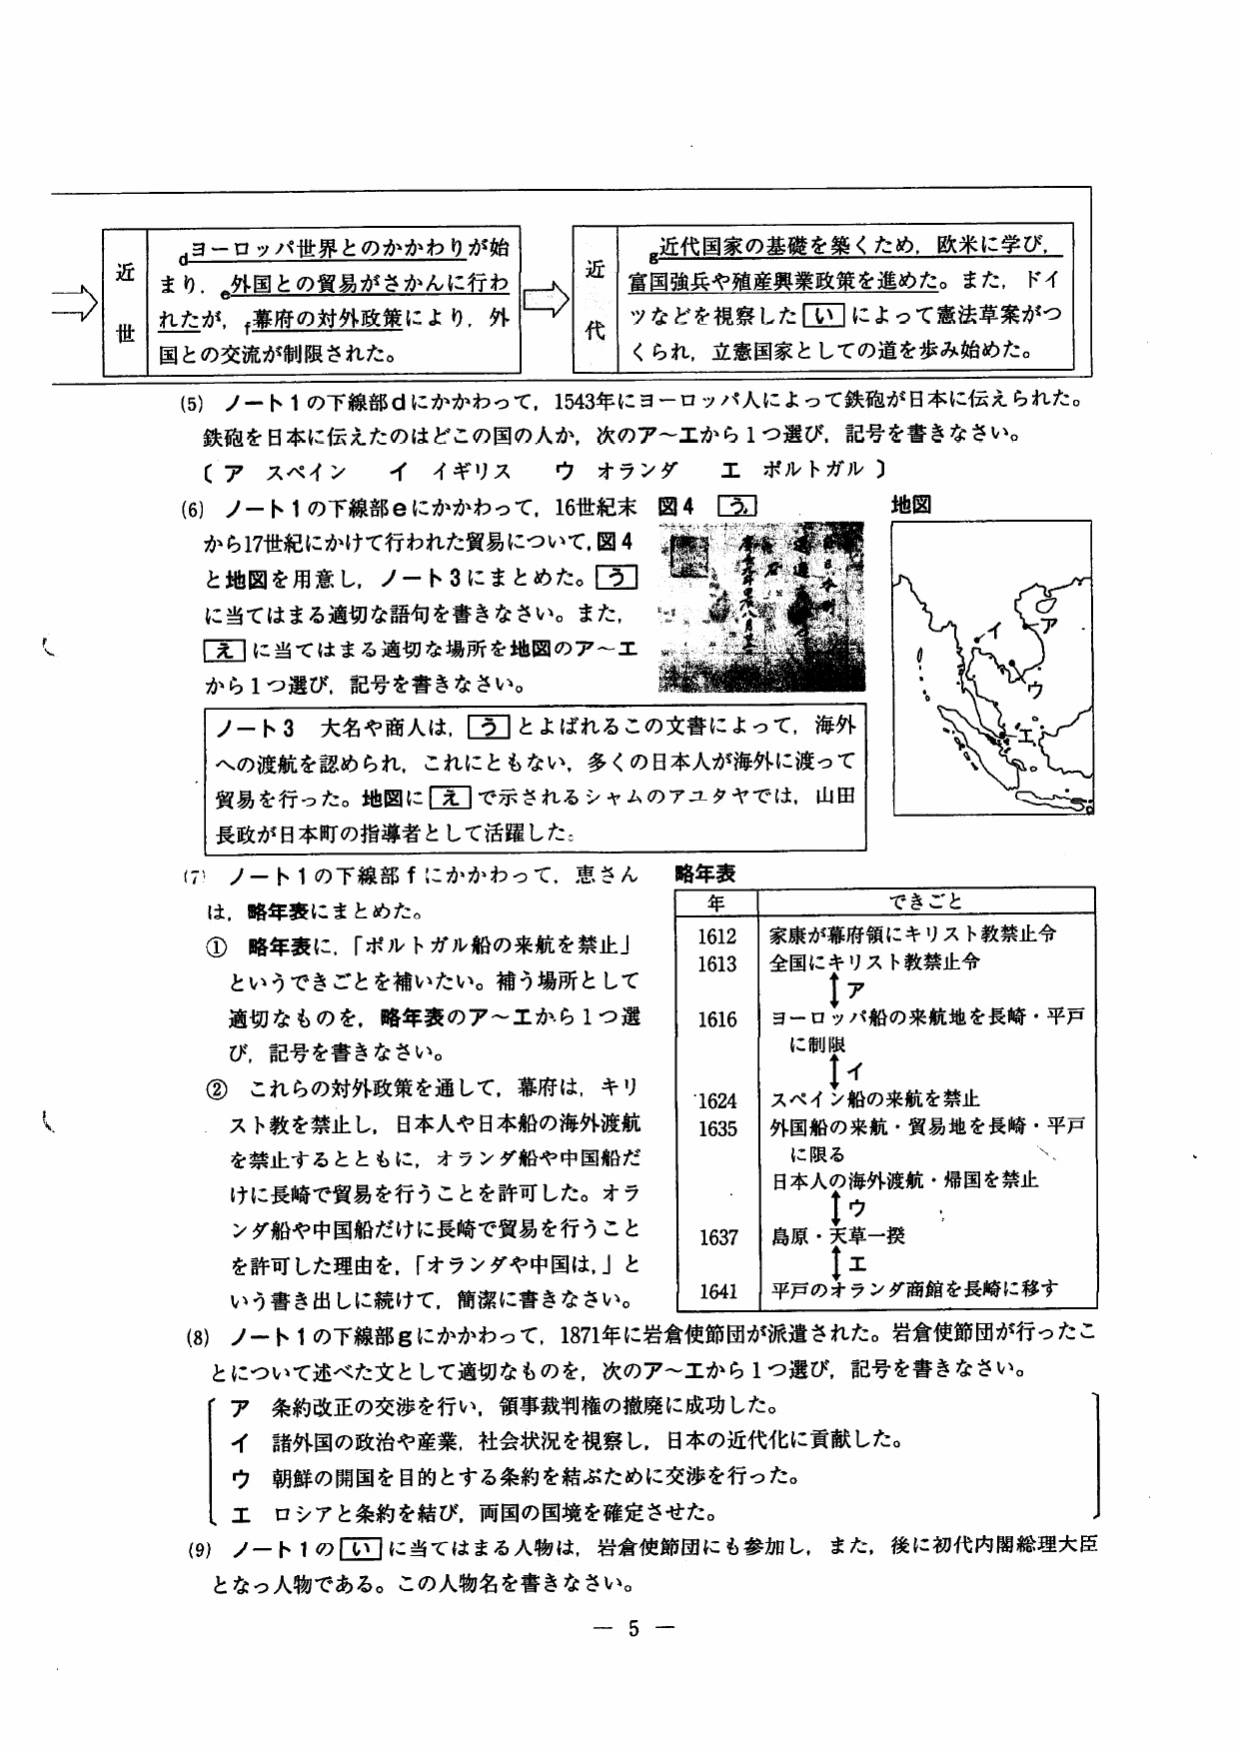 近世
dヨーロッパ世界とのかかわりが始
まり，e外国との貿易がさかんに行わ
れたが，f幕府の対外政策により，外
国との交流が制限された。
近代
g近代国家の基礎を築くため，欧米に学び，
富国強兵や殖産興業政策を進めた。また，ドイ
ツなどを視察した い によって憲法草案がつ
くられ，立憲国家としての道を歩み始めた。
(5) ノート1の下線部dにかかわって，1543年にヨーロッパ人によって鉄砲が日本に伝えられた。
鉄砲を日本に伝えたのはどこの国の人か，次のア～エから1つ選び，記号を書きなさい。
〔 ア スペイン イ イギリス ウ オランダ エ ポルトガル 〕
(6) ノート1の下線部eにかかわって，16世紀末
から17世紀にかけて行われた貿易について，図4
と地図を用意し，ノート3にまとめた。 う
に当てはまる適切な語句を書きなさい。また，
え に当てはまる適切な場所を地図のア～エ
から1つ選び，記号を書きなさい。
図4 う
地図
ア
イ
ウ
エ
ノート3 大名や商人は， う とよばれるこの文書によって，海外
への渡航を認められ，これにともない，多くの日本人が海外に渡って
貿易を行った。地図に え で示されるシャムのアユタヤでは，山田
長政が日本町の指導者として活躍した。
(7) ノート1の下線部fにかかわって，恵さん
は，略年表にまとめた。
① 略年表に，「ポルトガル船の来航を禁止」
というできごとを補いたい。補う場所として
適切なものを，略年表のア～エから1つ選
び，記号を書きなさい。
② これらの対外政策を通して，幕府は，キリ
スト教を禁止し，日本人や日本船の海外渡航
を禁止するとともに，オランダ船や中国船だ
けに長崎で貿易を行うことを許可した。オラ
ンダ船や中国船だけに長崎で貿易を行うこと
を許可した理由を，「オランダや中国は，」と
いう書き出しに続けて，簡潔に書きなさい。
略年表
年 できごと
1612 家康が幕府領にキリスト教禁止令
1613 全国にキリスト教禁止令
ア
1616 ヨーロッパ船の来航地を長崎・平戸
に制限
イ
1624 スペイン船の来航を禁止
1635 外国船の来航・貿易地を長崎・平戸
に限る
日本人の海外渡航・帰国を禁止
ウ
1637 島原・天草一揆
エ
1641 平戸のオランダ商館を長崎に移す
(8) ノート1の下線部gにかかわって，1871年に岩倉使節団が派遣された。岩倉使節団が行ったこ
とについて述べた文として適切なものを，次のア～エから1つ選び，記号を書きなさい。
ア 条約改正の交渉を行い，領事裁判権の撤廃に成功した。
イ 諸外国の政治や産業，社会状況を視察し，日本の近代化に貢献した。
ウ 朝鮮の開国を目的とする条約を結ぶために交渉を行った。
エ ロシアと条約を結び，両国の国境を確定させた。
(9) ノート1の い に当てはまる人物は，岩倉使節団にも参加し，また，後に初代内閣総理大臣
となっ人物である。この人物名を書きなさい。
― 5 ―